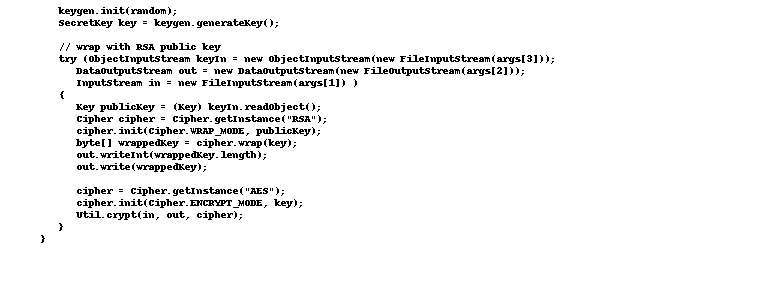 keygen.init(random);
SecretKey key = keygen.generateKey();
// wrap with RSA public key
try (ObjectInputStream keyIn = new ObjectInputStream(new FileInputStream(args[3]));
DataOutputStream out = new DataOutputStream(new FileOutputStream(args[2]));
InputStream in = new FileInputStream(args[1]) )
{
Key publicKey = (Key) keyIn.readObject();
Cipher cipher = Cipher.getInstance("RSA");
cipher.init(Cipher.WRAP_MODE, publicKey);
byte[] wrappedKey = cipher.wrap(key);
out.writeInt(wrappedKey.length);
out.write(wrappedKey);
cipher = Cipher.getInstance("AES");
cipher.init(Cipher.ENCRYPT_MODE, key);
Util.crypt(in, out, cipher);
}
}